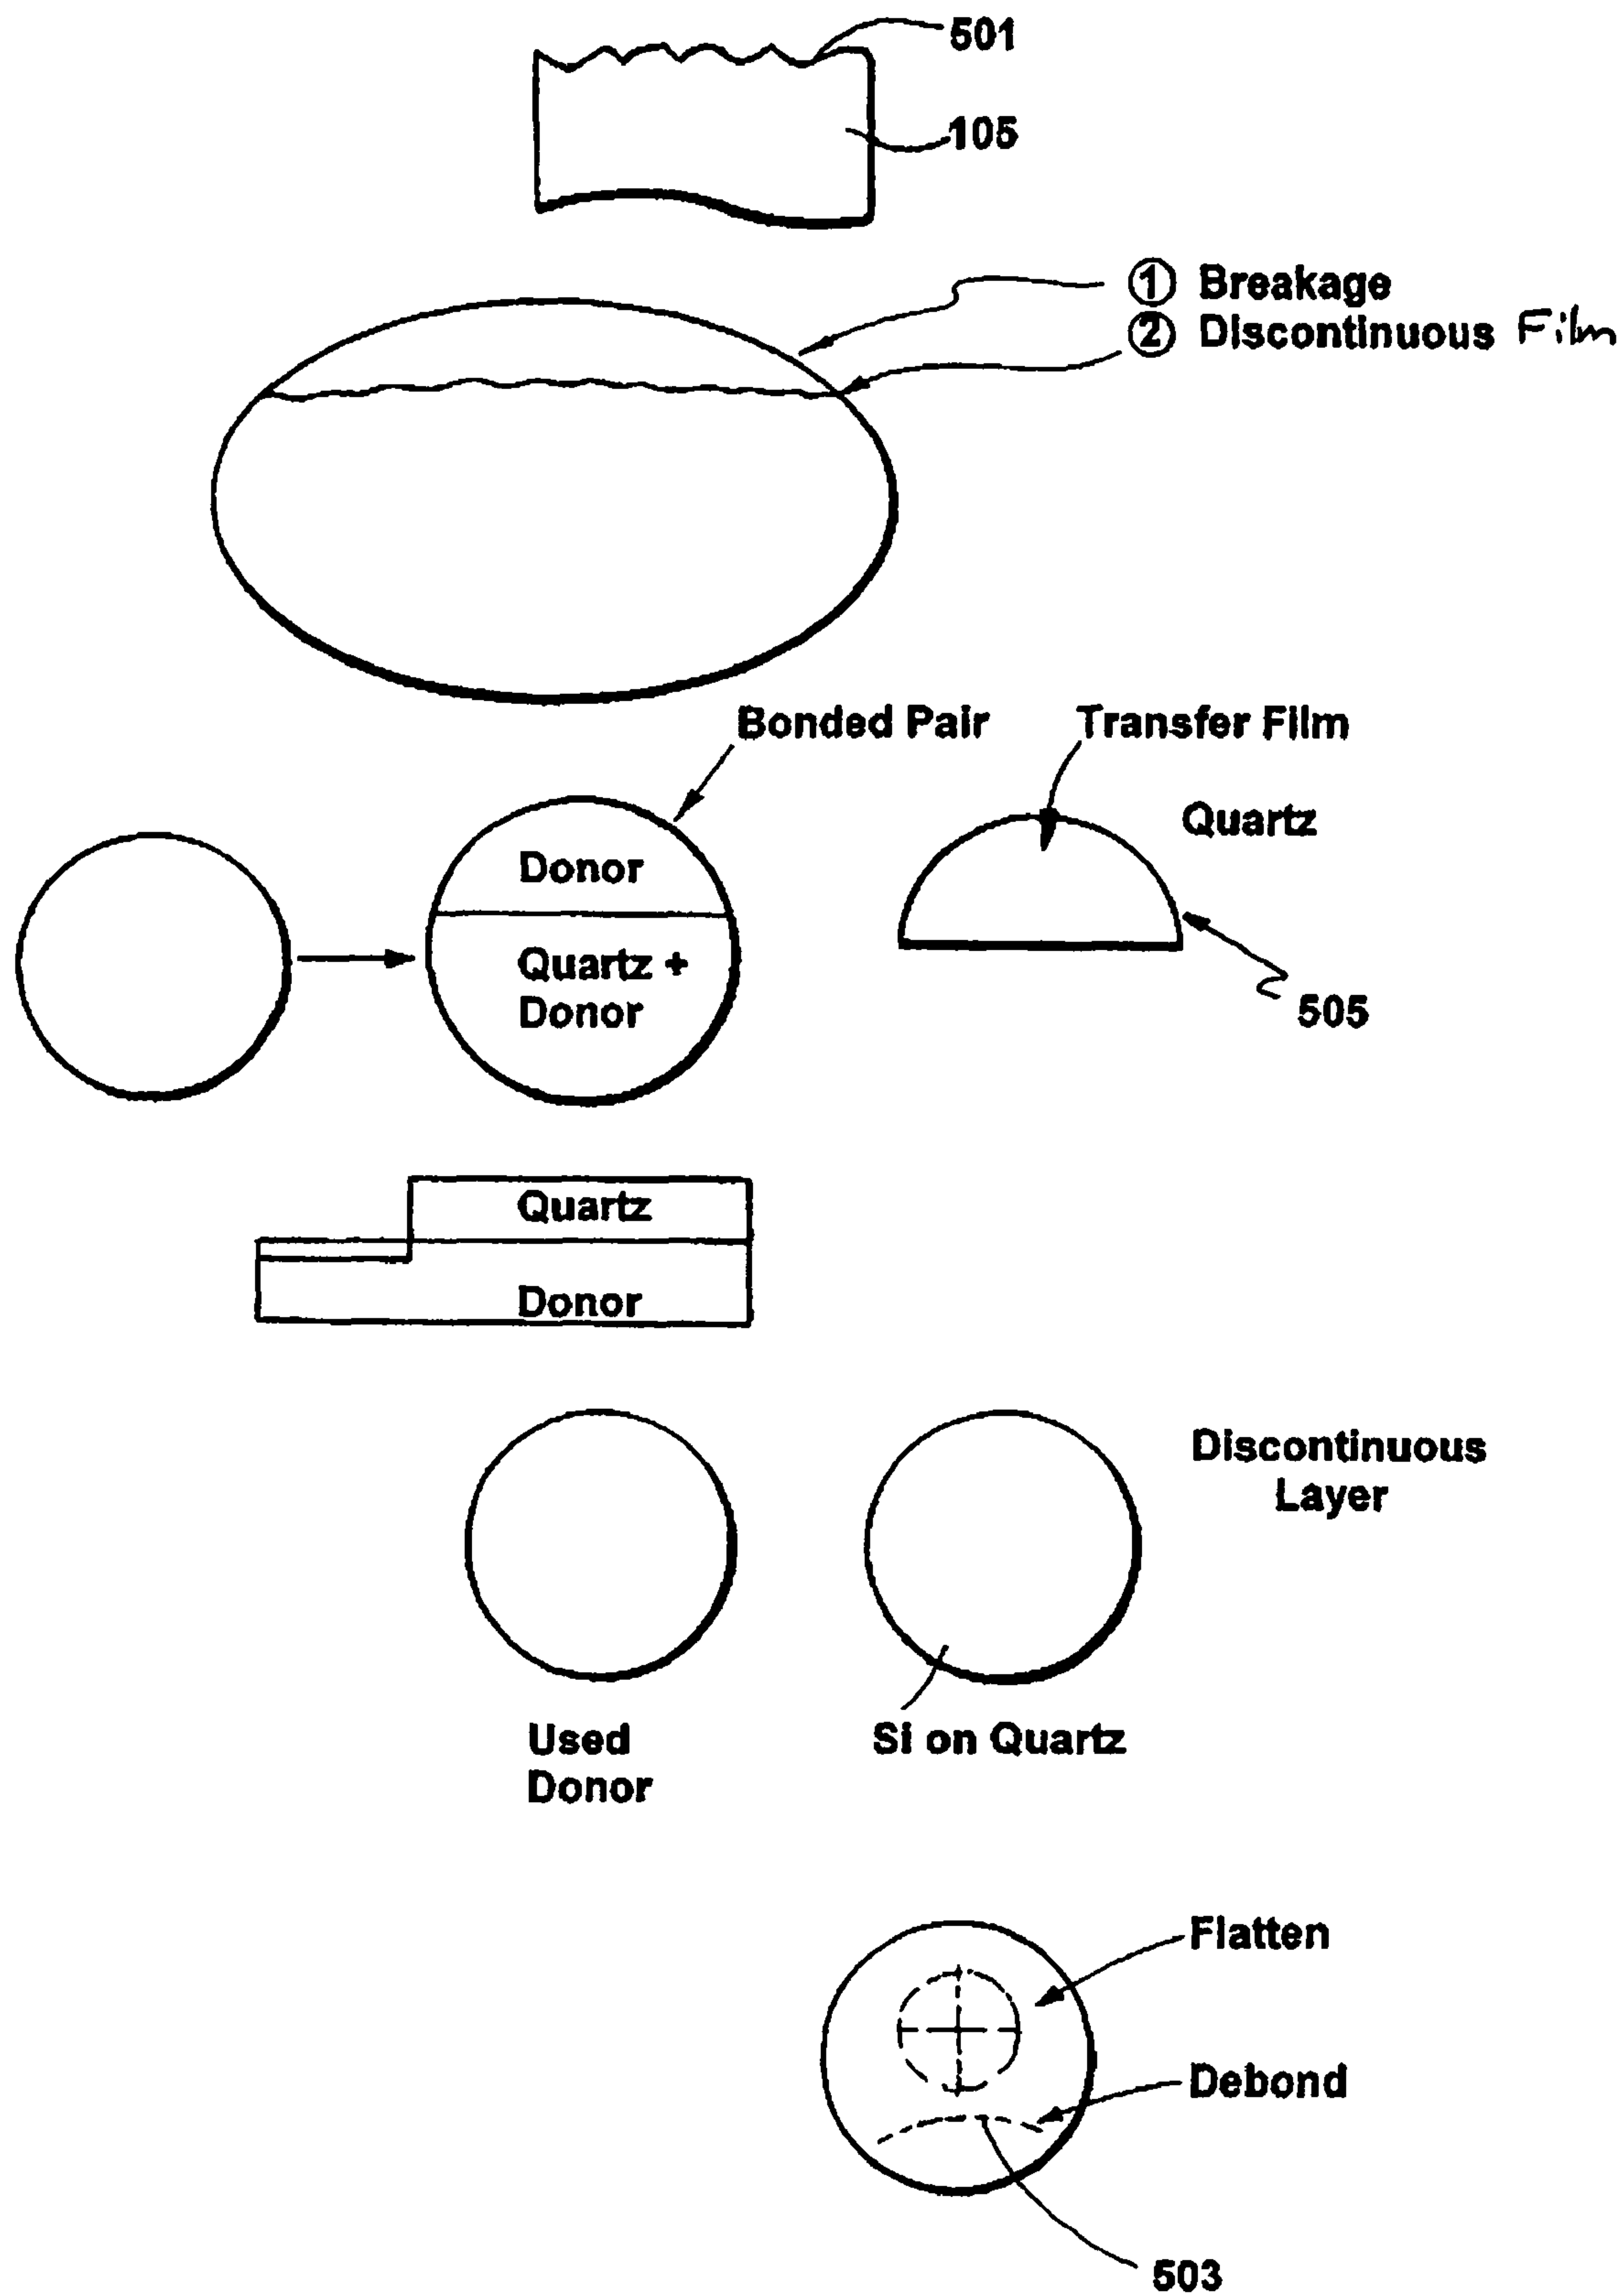 501
105
① Breakage
② Discontinuous Film
Bonded Pair
Transfer Film
Quartz
Donor
Quartz +
Donor
505
Quartz
Donor
Discontinuous
Layer
Used
Donor
Si on Quartz
Flatten
Debond
503